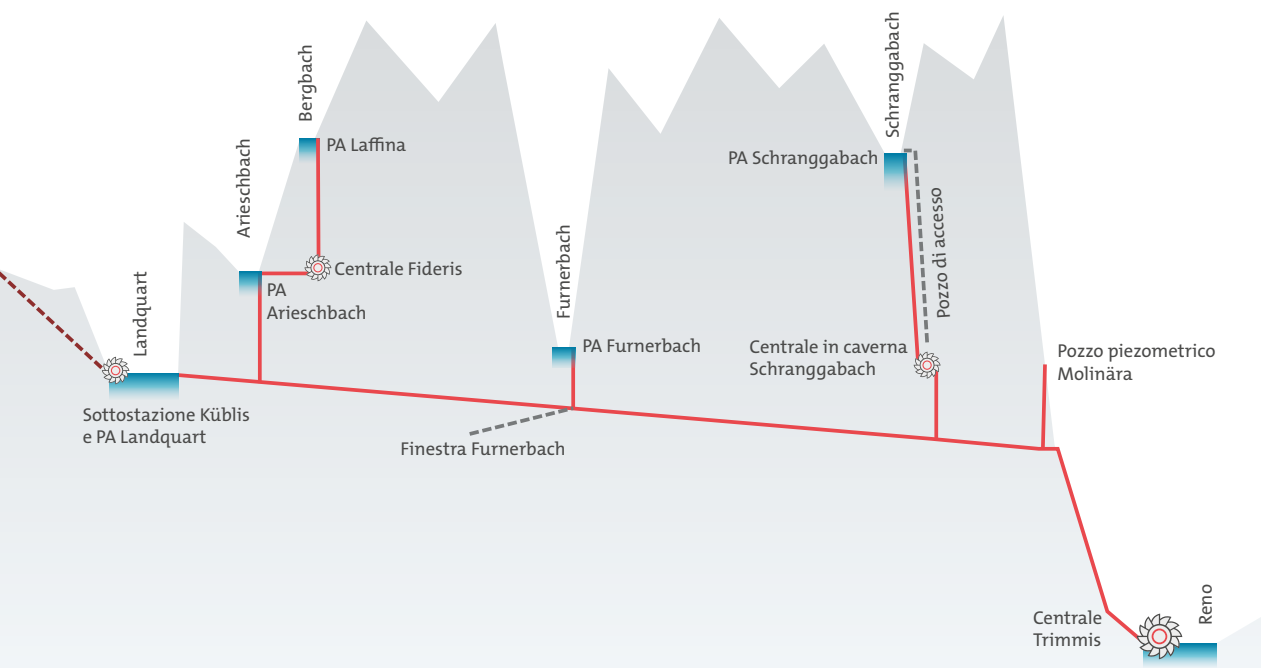 Bergbach
PA Laffina
Schranggabach
PA Schranggabach
Arieschbach
Pozzo di accesso
Centrale Fideris
PA
Arieschbach
Landquart
Furnerbach
PA Furnerbach
Centrale in caverna
Schranggabach
Pozzo piezometrico
Molinära
Sottostazione Küblis
e PA Landquart
Finestra Furnerbach
Centrale
Trimmis
Reno